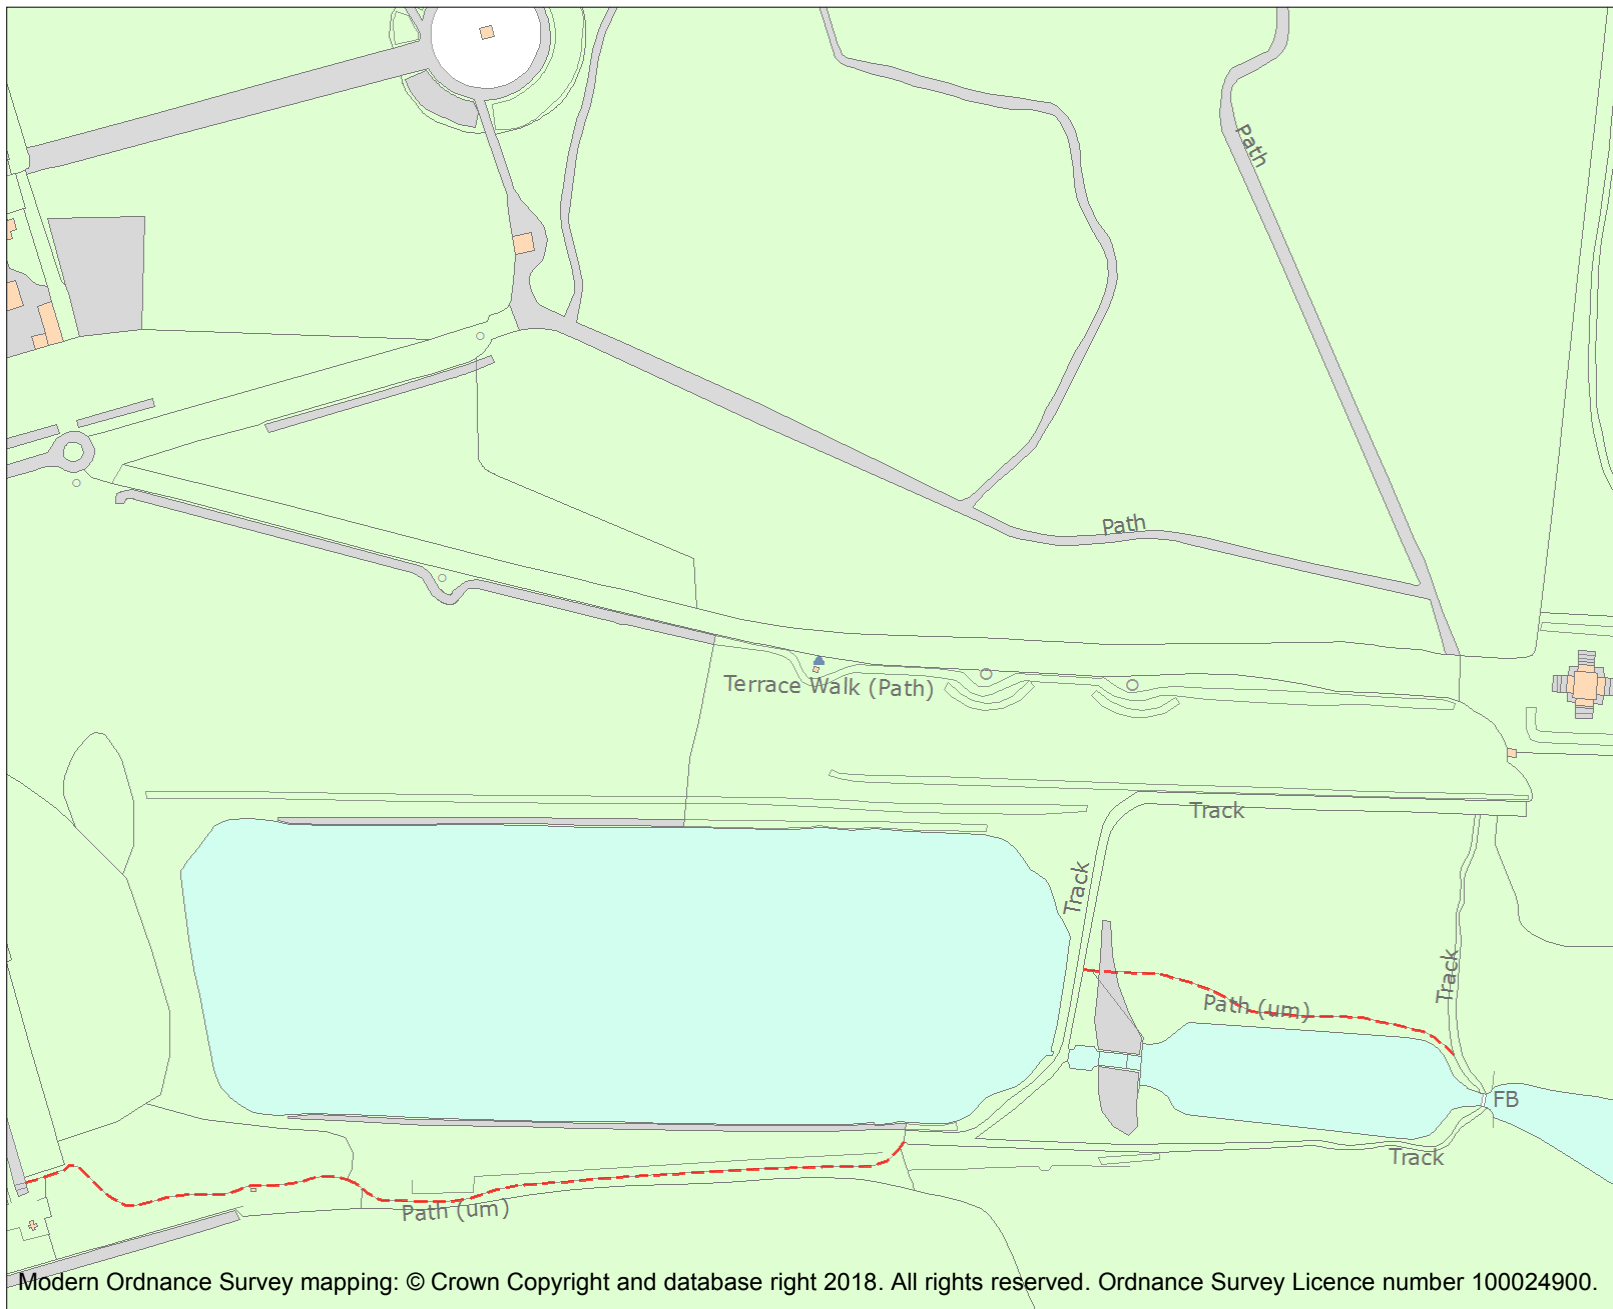 Path
Path
Terrace Walk (Path)
Track
Track
Track
Path (um)
FB
Track
Path (um)
Modern Ordnance Survey mapping: © Crown Copyright and database right 2018. All rights reserved. Ordnance Survey Licence number 100024900.